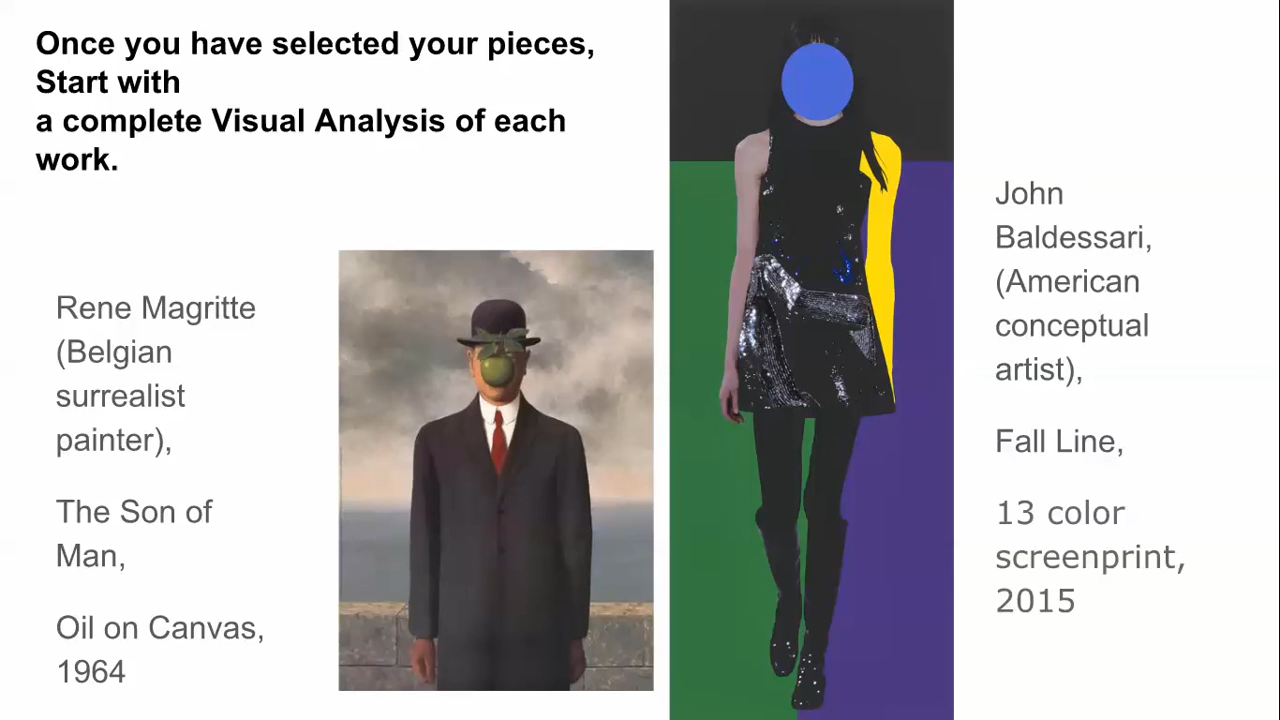 Once you have selected your pieces,
Start with
a complete Visual Analysis of each
work.
Rene Magritte
(Belgian
surrealist
painter),
The Son of
Man,
Oil on Canvas,
1964
John
Baldessari,
(American
conceptual
artist),
Fall Line,
13 color
screenprint,
2015